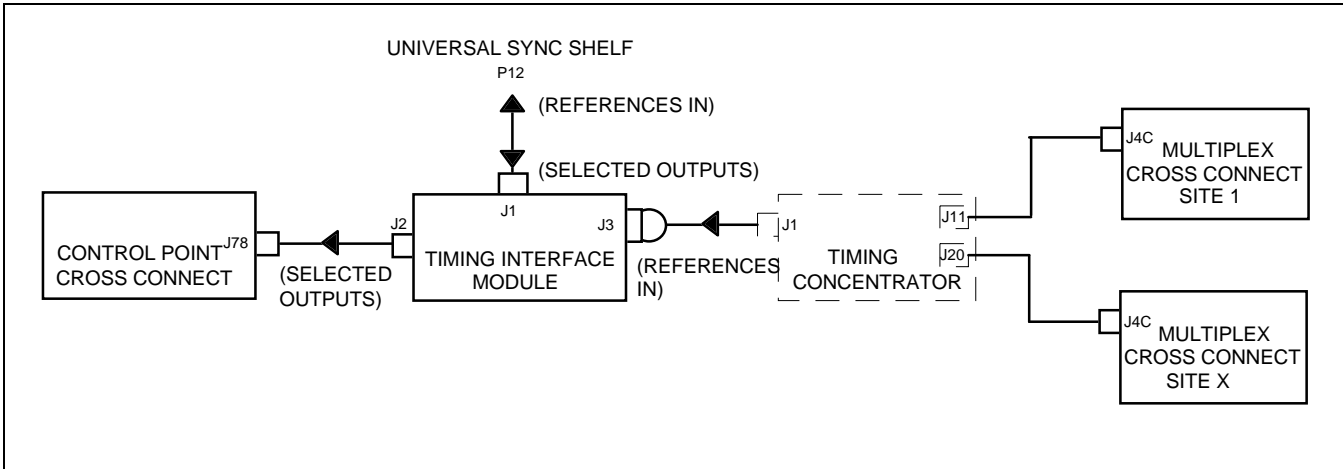 UNIVERSAL SYNC SHELF
P12
(REFERENCES IN)
(SELECTED OUTPUTS)
J1
J2
J3
TIMING INTERFACE
MODULE
J78
CONTROL POINT
CROSS CONNECT
(SELECTED
OUTPUTS)
(REFERENCES
IN)
J1
J11
J20
TIMING
CONCENTRATOR
J4C
MULTIPLEX
CROSS CONNECT
SITE 1
J4C
MULTIPLEX
CROSS CONNECT
SITE X